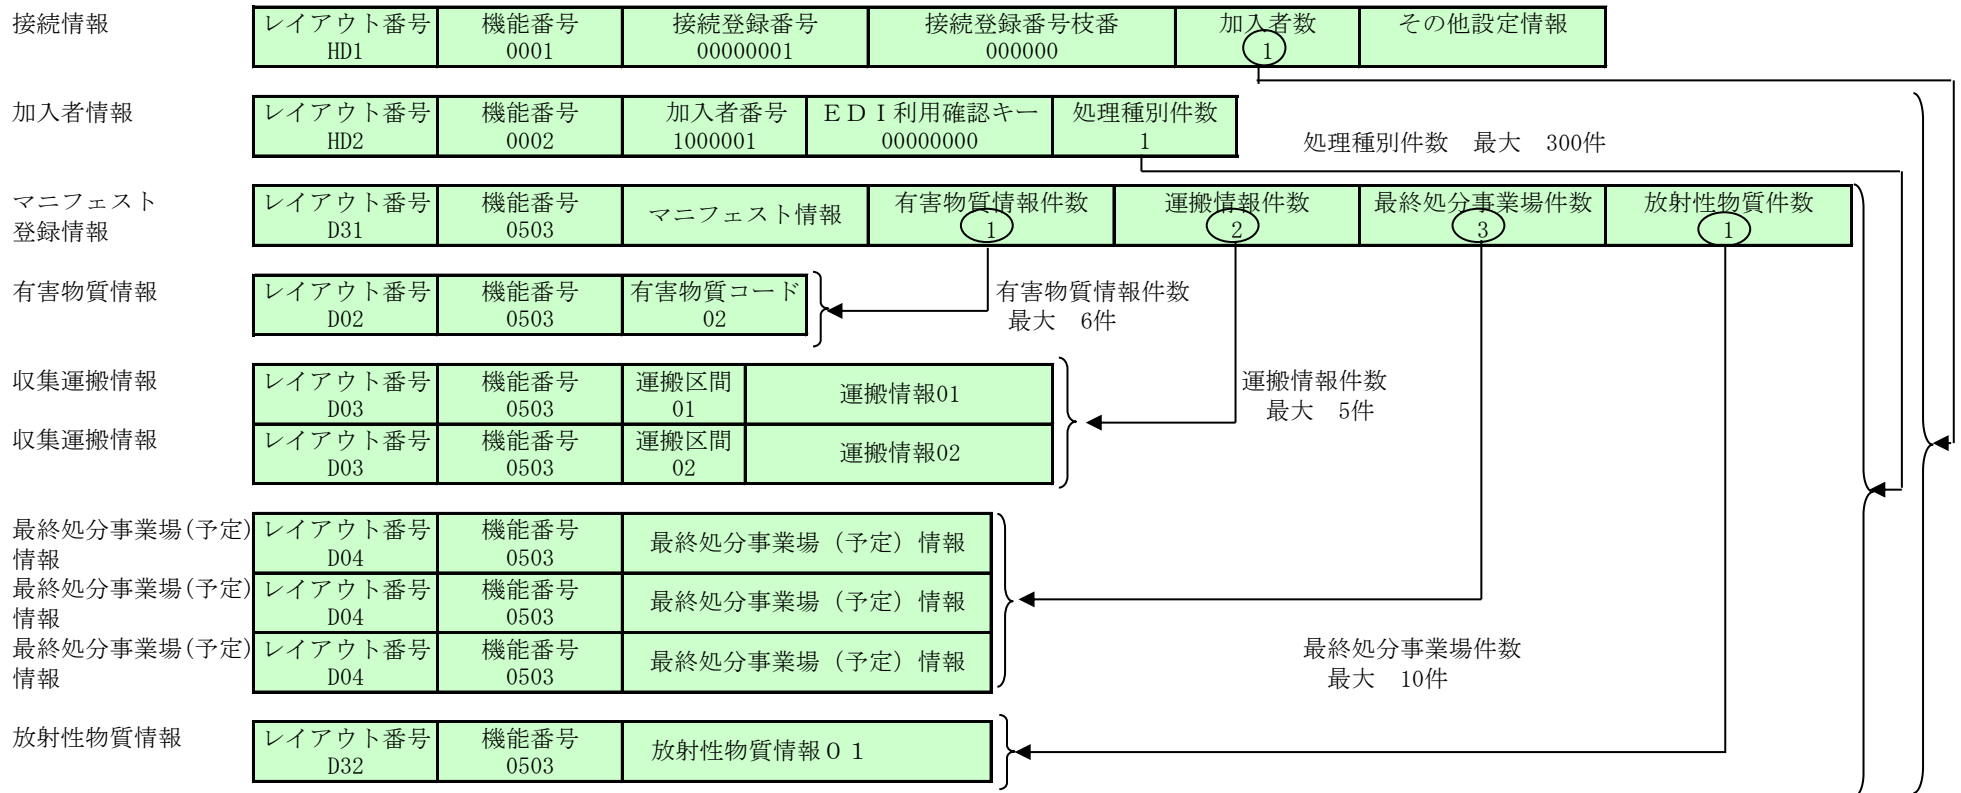 接続情報
レイアウト番号 機能番号 接続登録番号 接続登録番号枝番 加入者数 その他設定情報
HD1 0001 00000001 000000 1
加入者情報
レイアウト番号 機能番号 加入者番号 ＥＤＩ利用確認キー 処理種別件数
HD2 0002 1000001 00000000 1
処理種別件数　最大　300件
マニフェスト
登録情報
レイアウト番号 機能番号 マニフェスト情報 有害物質情報件数 運搬情報件数 最終処分事業場件数 放射性物質件数
D31 0503 1 2 3 1
有害物質情報
レイアウト番号 機能番号 有害物質コード
D02 0503 02
有害物質情報件数
最大　6件
収集運搬情報
レイアウト番号 機能番号 運搬区間 運搬情報01
D03 0503 01
運搬情報件数
最大　5件
収集運搬情報
レイアウト番号 機能番号 運搬区間 運搬情報02
D03 0503 02
最終処分事業場(予定)
情報
レイアウト番号 機能番号 最終処分事業場（予定）情報
D04 0503
最終処分事業場(予定)
情報
レイアウト番号 機能番号 最終処分事業場（予定）情報
D04 0503
最終処分事業場(予定)
情報
レイアウト番号 機能番号 最終処分事業場（予定）情報
D04 0503
最終処分事業場件数
最大　10件
放射性物質情報
レイアウト番号 機能番号 放射性物質情報０１
D32 0503